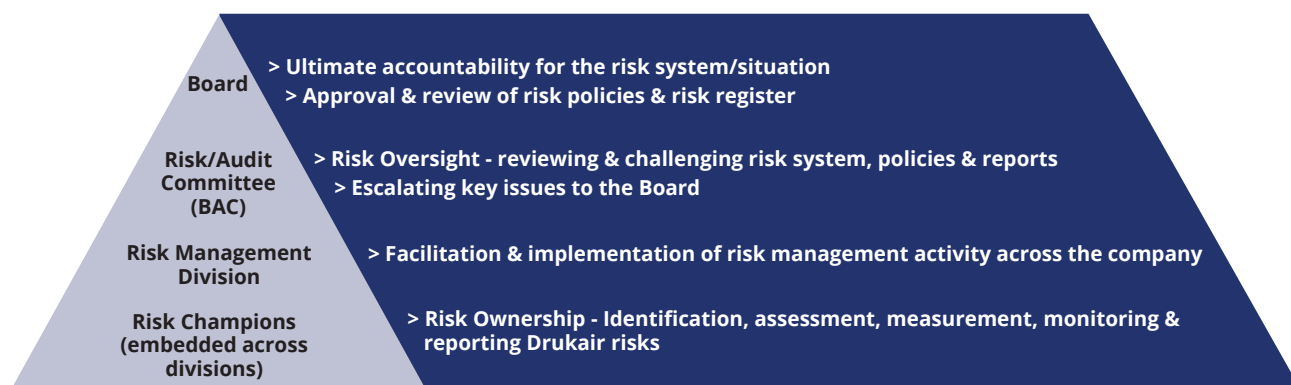 Board
> Ultimate accountability for the risk system/situation
> Approval & review of risk policies & risk register
Risk/Audit
Committee
(BAC)
> Risk Oversight - reviewing & challenging risk system, policies & reports
> Escalating key issues to the Board
Risk Management
Division
> Facilitation & implementation of risk management activity across the company
Risk Champions
(embedded across
divisions)
> Risk Ownership - Identification, assessment, measurement, monitoring &
reporting Drukair risks